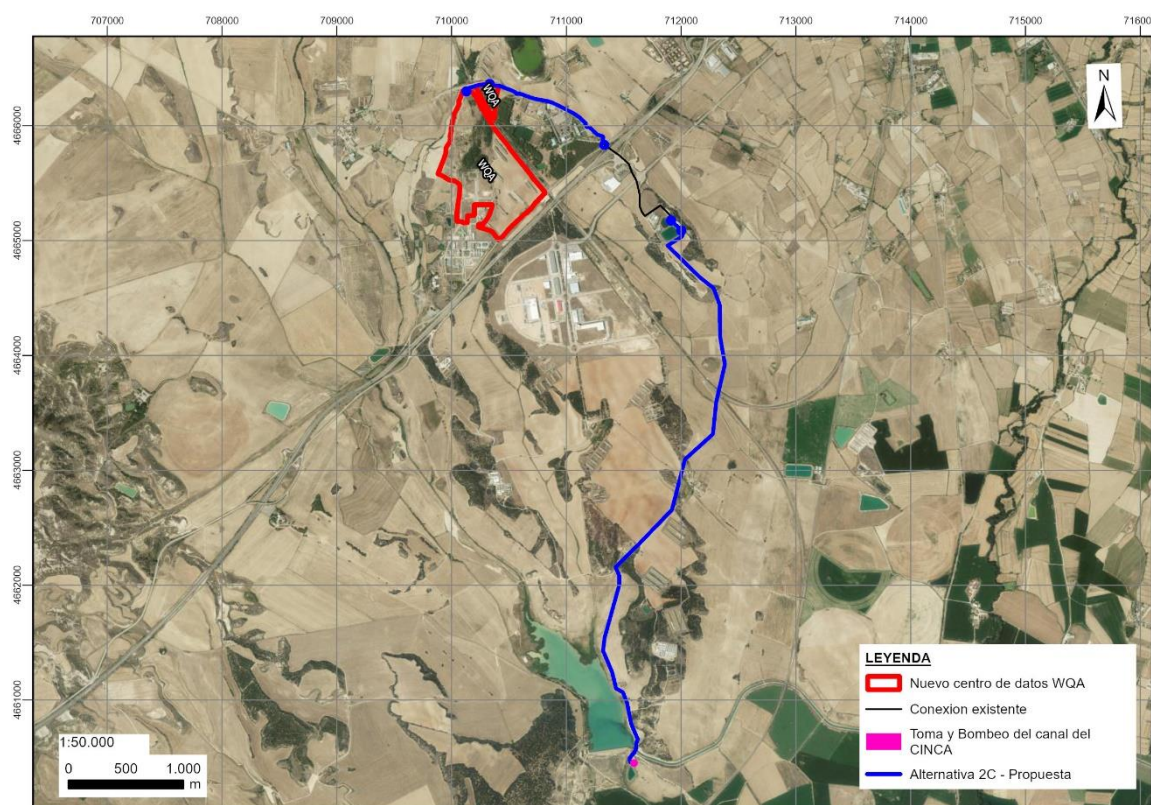 707000 708000 709000 710000 711000 712000 713000 714000 715000 716000
4666000
4665000
4664000
4663000
4662000
4661000
N
WQA
WQA
LEYENDA
Nuevo centro de datos WQA
Conexion existente
Toma y Bombeo del canal del
CINCA
Alternativa 2C - Propuesta
1:50.000
0 500 1.000
m